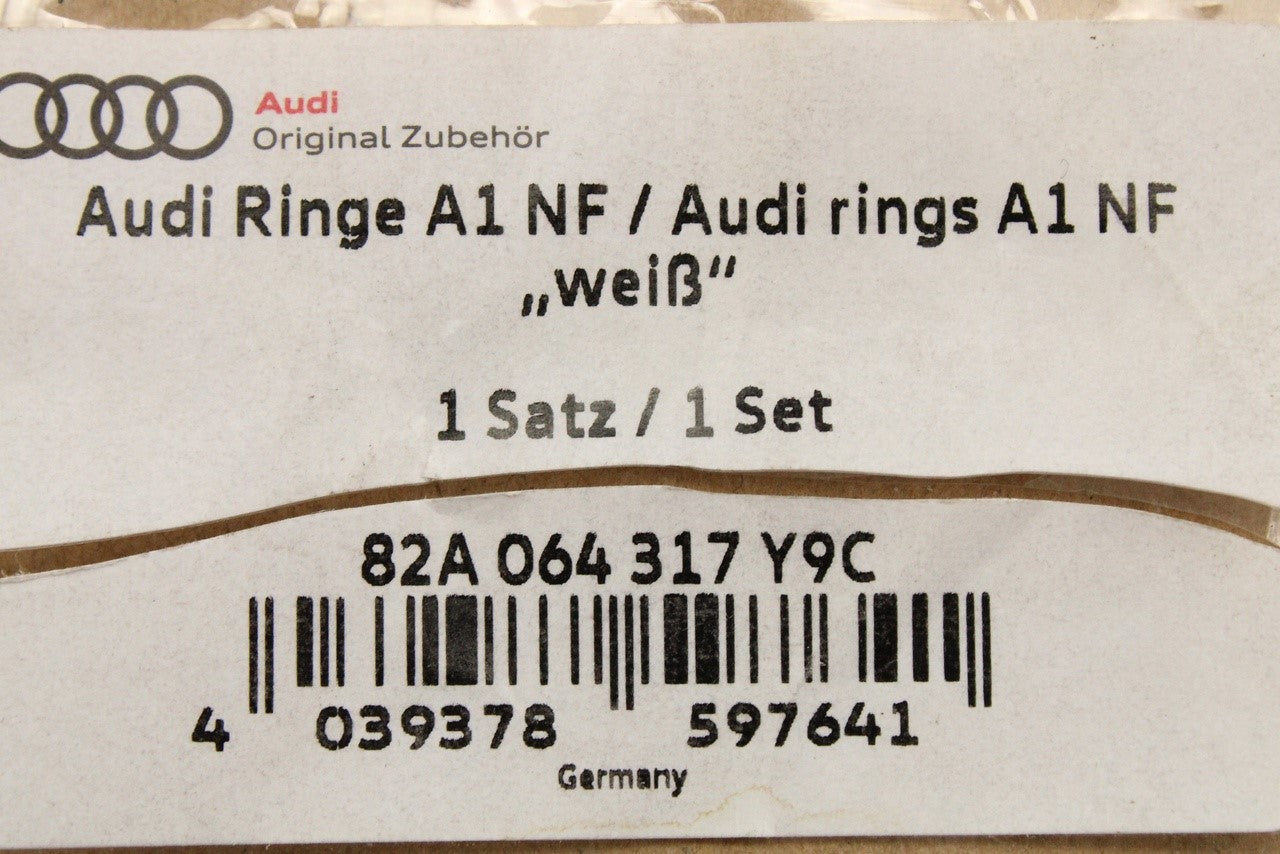 Audi
Original Zubehör
Audi Ringe A1 NF / Audi rings A1 NF
„weiß“
1 Satz / 1 Set
82A 064 317 Y9C
4 039378 597641
Germany